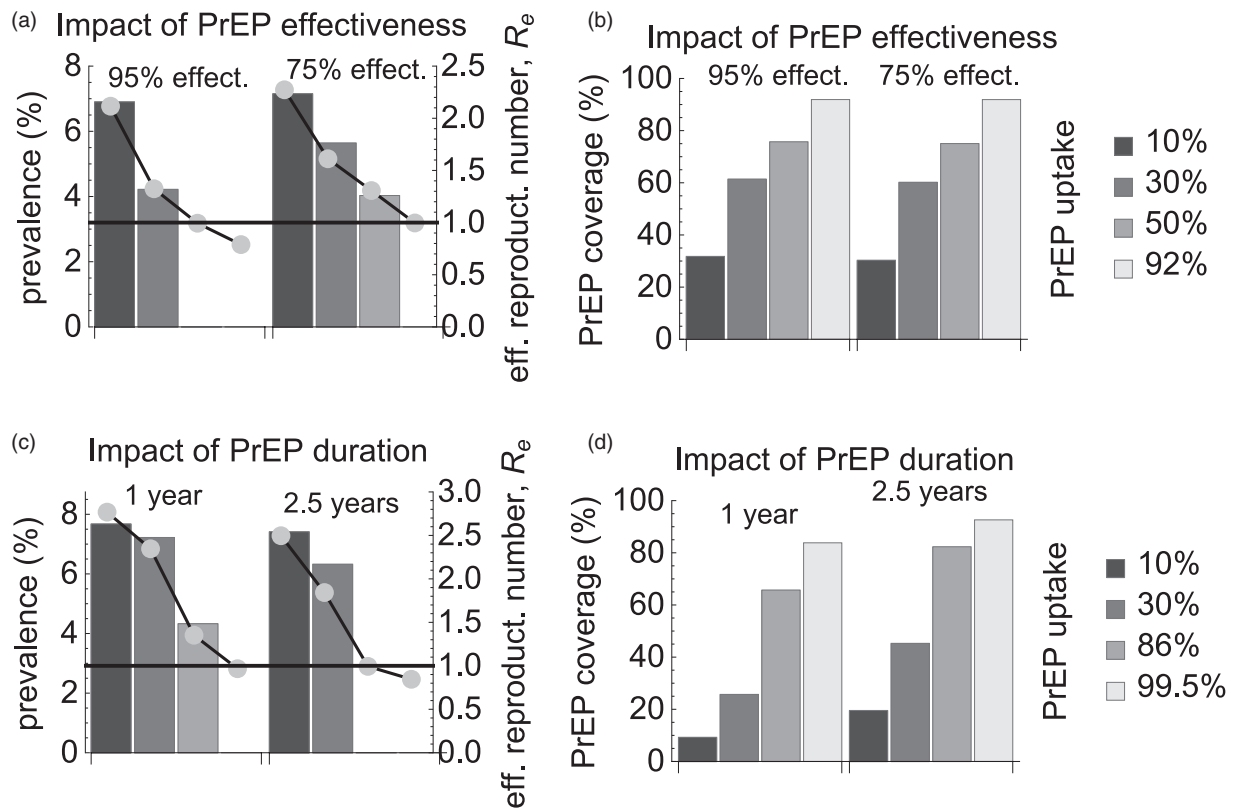 (a)
Impact of PrEP effectiveness
95% effect.
75% effect.
prevalence (%)
8
6
4
2
0
2.5
2.0
1.5
1.0
0.5
0.0
eff. reproduct. number, Re
(b)
Impact of PrEP effectiveness
95% effect.
75% effect.
PrEP coverage (%)
100
80
60
40
20
0
PrEP uptake
10%
30%
50%
92%
(c)
Impact of PrEP duration
1 year
2.5 years
prevalence (%)
8
6
4
2
0
3.0
2.5
2.0
1.5
1.0
0.5
0.0
eff. reproduct. number, Re
(d)
Impact of PrEP duration
1 year
2.5 years
PrEP coverage (%)
100
80
60
40
20
0
PrEP uptake
10%
30%
86%
99.5%